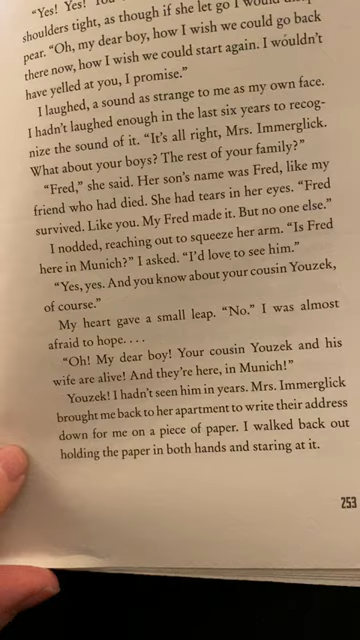 "Yes! Yes!
shoulders tight, as though if she let go I would
pear. "Oh, my dear boy, how I wish we could go back
there now, how I wish we could start again. I wouldn't
have yelled at you, I promise."
I laughed, a sound as strange to me as my own face.
I hadn't laughed enough in the last six years to recog-
nize the sound of it. "It's all right, Mrs. Immerglick.
What about your boys? The rest of your family?"
"Fred," she said. Her son's name was Fred, like my
friend who had died. She had tears in her eyes. "Fred
survived. Like you. My Fred made it. But no one else."
I nodded, reaching out to squeeze her arm. "Is Fred
here in Munich?" I asked. "I'd love to see him."
"Yes, yes. And you know about your cousin Youzek,
of course."
My heart gave a small leap. "No." I was almost
afraid to hope. . . .
"Oh! My dear boy! Your cousin Youzek and his
wife are alive! And they're here, in Munich!"
Youzek! I hadn't seen him in years. Mrs. Immerglick
brought me back to her apartment to write their address
down for me on a piece of paper. I walked back out
holding the paper in both hands and staring at it.
253